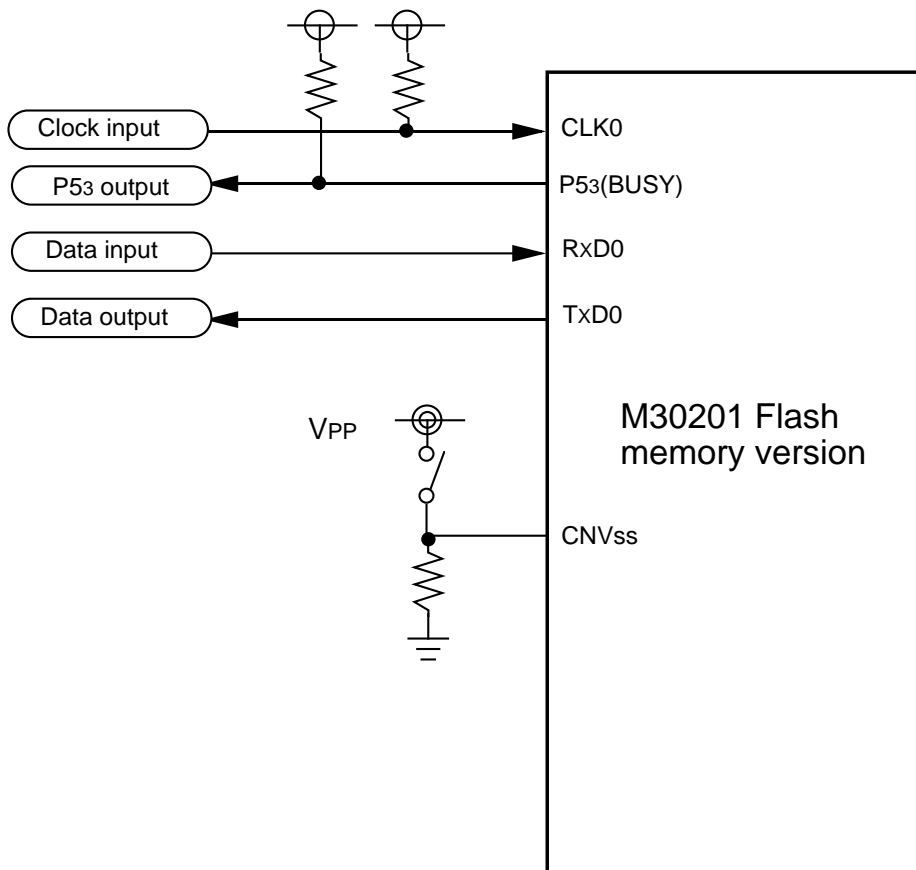 Clock input
CLK0
P53 output
P53(BUSY)
Data input
RxD0
Data output
TxD0
VPP
M30201 Flash
memory version
CNVss